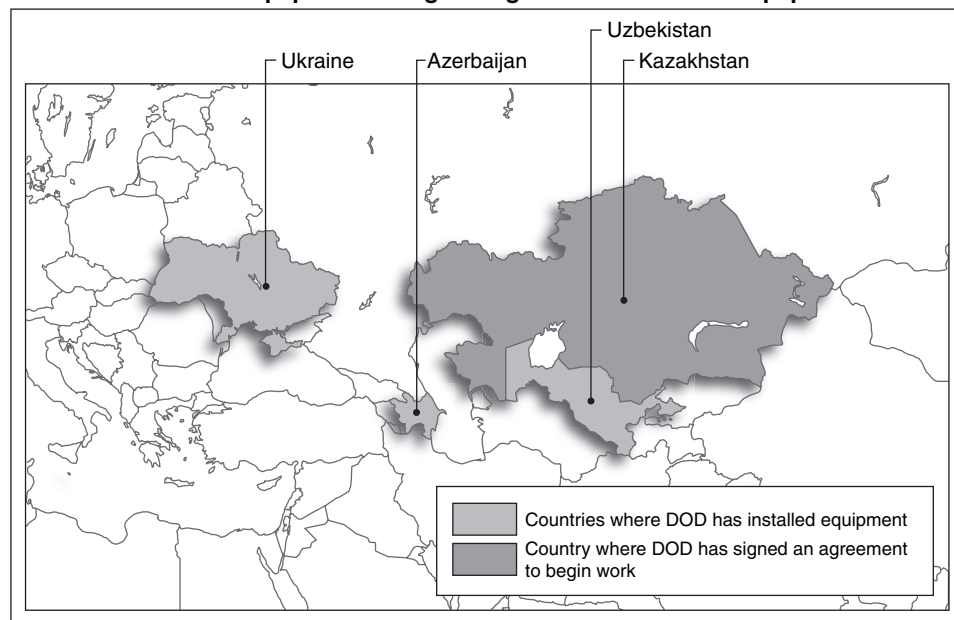 Uzbekistan
Ukraine
Azerbaijan
Kazakhstan
Countries where DOD has installed equipment
Country where DOD has signed an agreement
to begin work